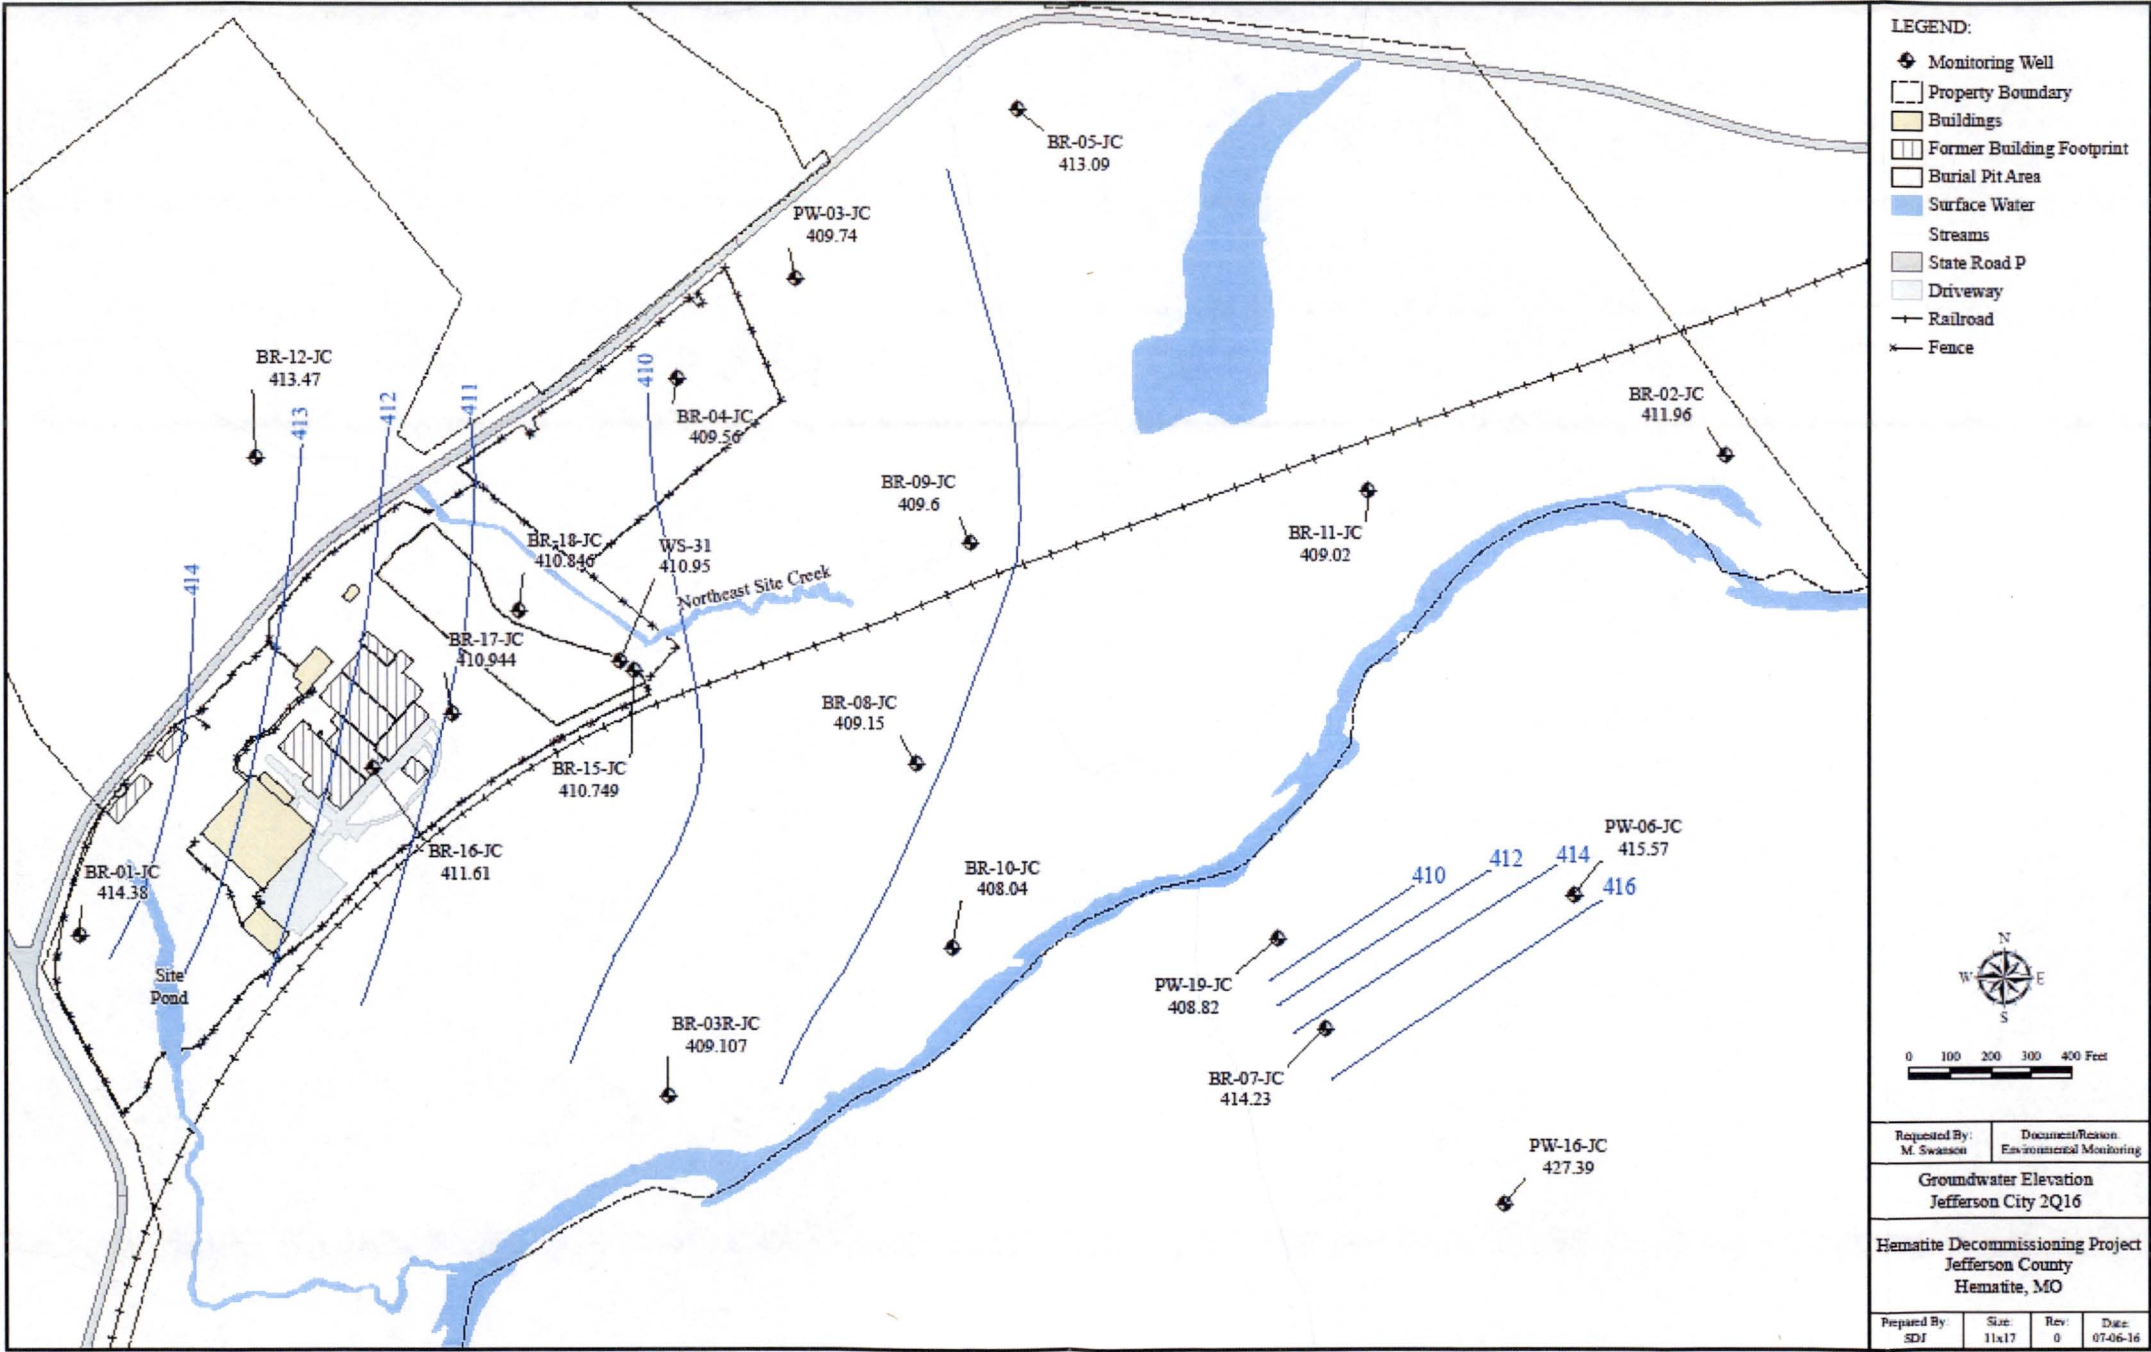 BR-05-JC
413.09
PW-03-JC
409.74
BR-12-JC
413.47
413
412
411
410
BR-04-JC
409.56
BR-02-JC
411.96
BR-09-JC
409.6
BR-11-JC
409.02
414
BR-18-JC
410.846
WS-31
410.95
Northeast Site Creek
BR-17-JC
410.944
BR-08-JC
409.15
BR-15-JC
410.749
BR-16-JC
411.61
BR-01-JC
414.38
Site
Pond
BR-10-JC
408.04
PW-06-JC
415.57
410
412
414
416
PW-19-JC
408.82
BR-03R-JC
409.107
BR-07-JC
414.23
PW-16-JC
427.39
LEGEND:
Monitoring Well
Property Boundary
Buildings
Former Building Footprint
Burial Pit Area
Surface Water
Streams
State Road P
Driveway
Railroad
Fence
N
W E
S
0 100 200 300 400 Feet
Requested By:
M. Swanson
Document/Reason:
Environmental Monitoring
Groundwater Elevation
Jefferson City 2Q16
Hematite Decommissioning Project
Jefferson County
Hematite, MO
Prepared By:
SDJ
Size:
11x17
Rev:
0
Date:
07-06-16